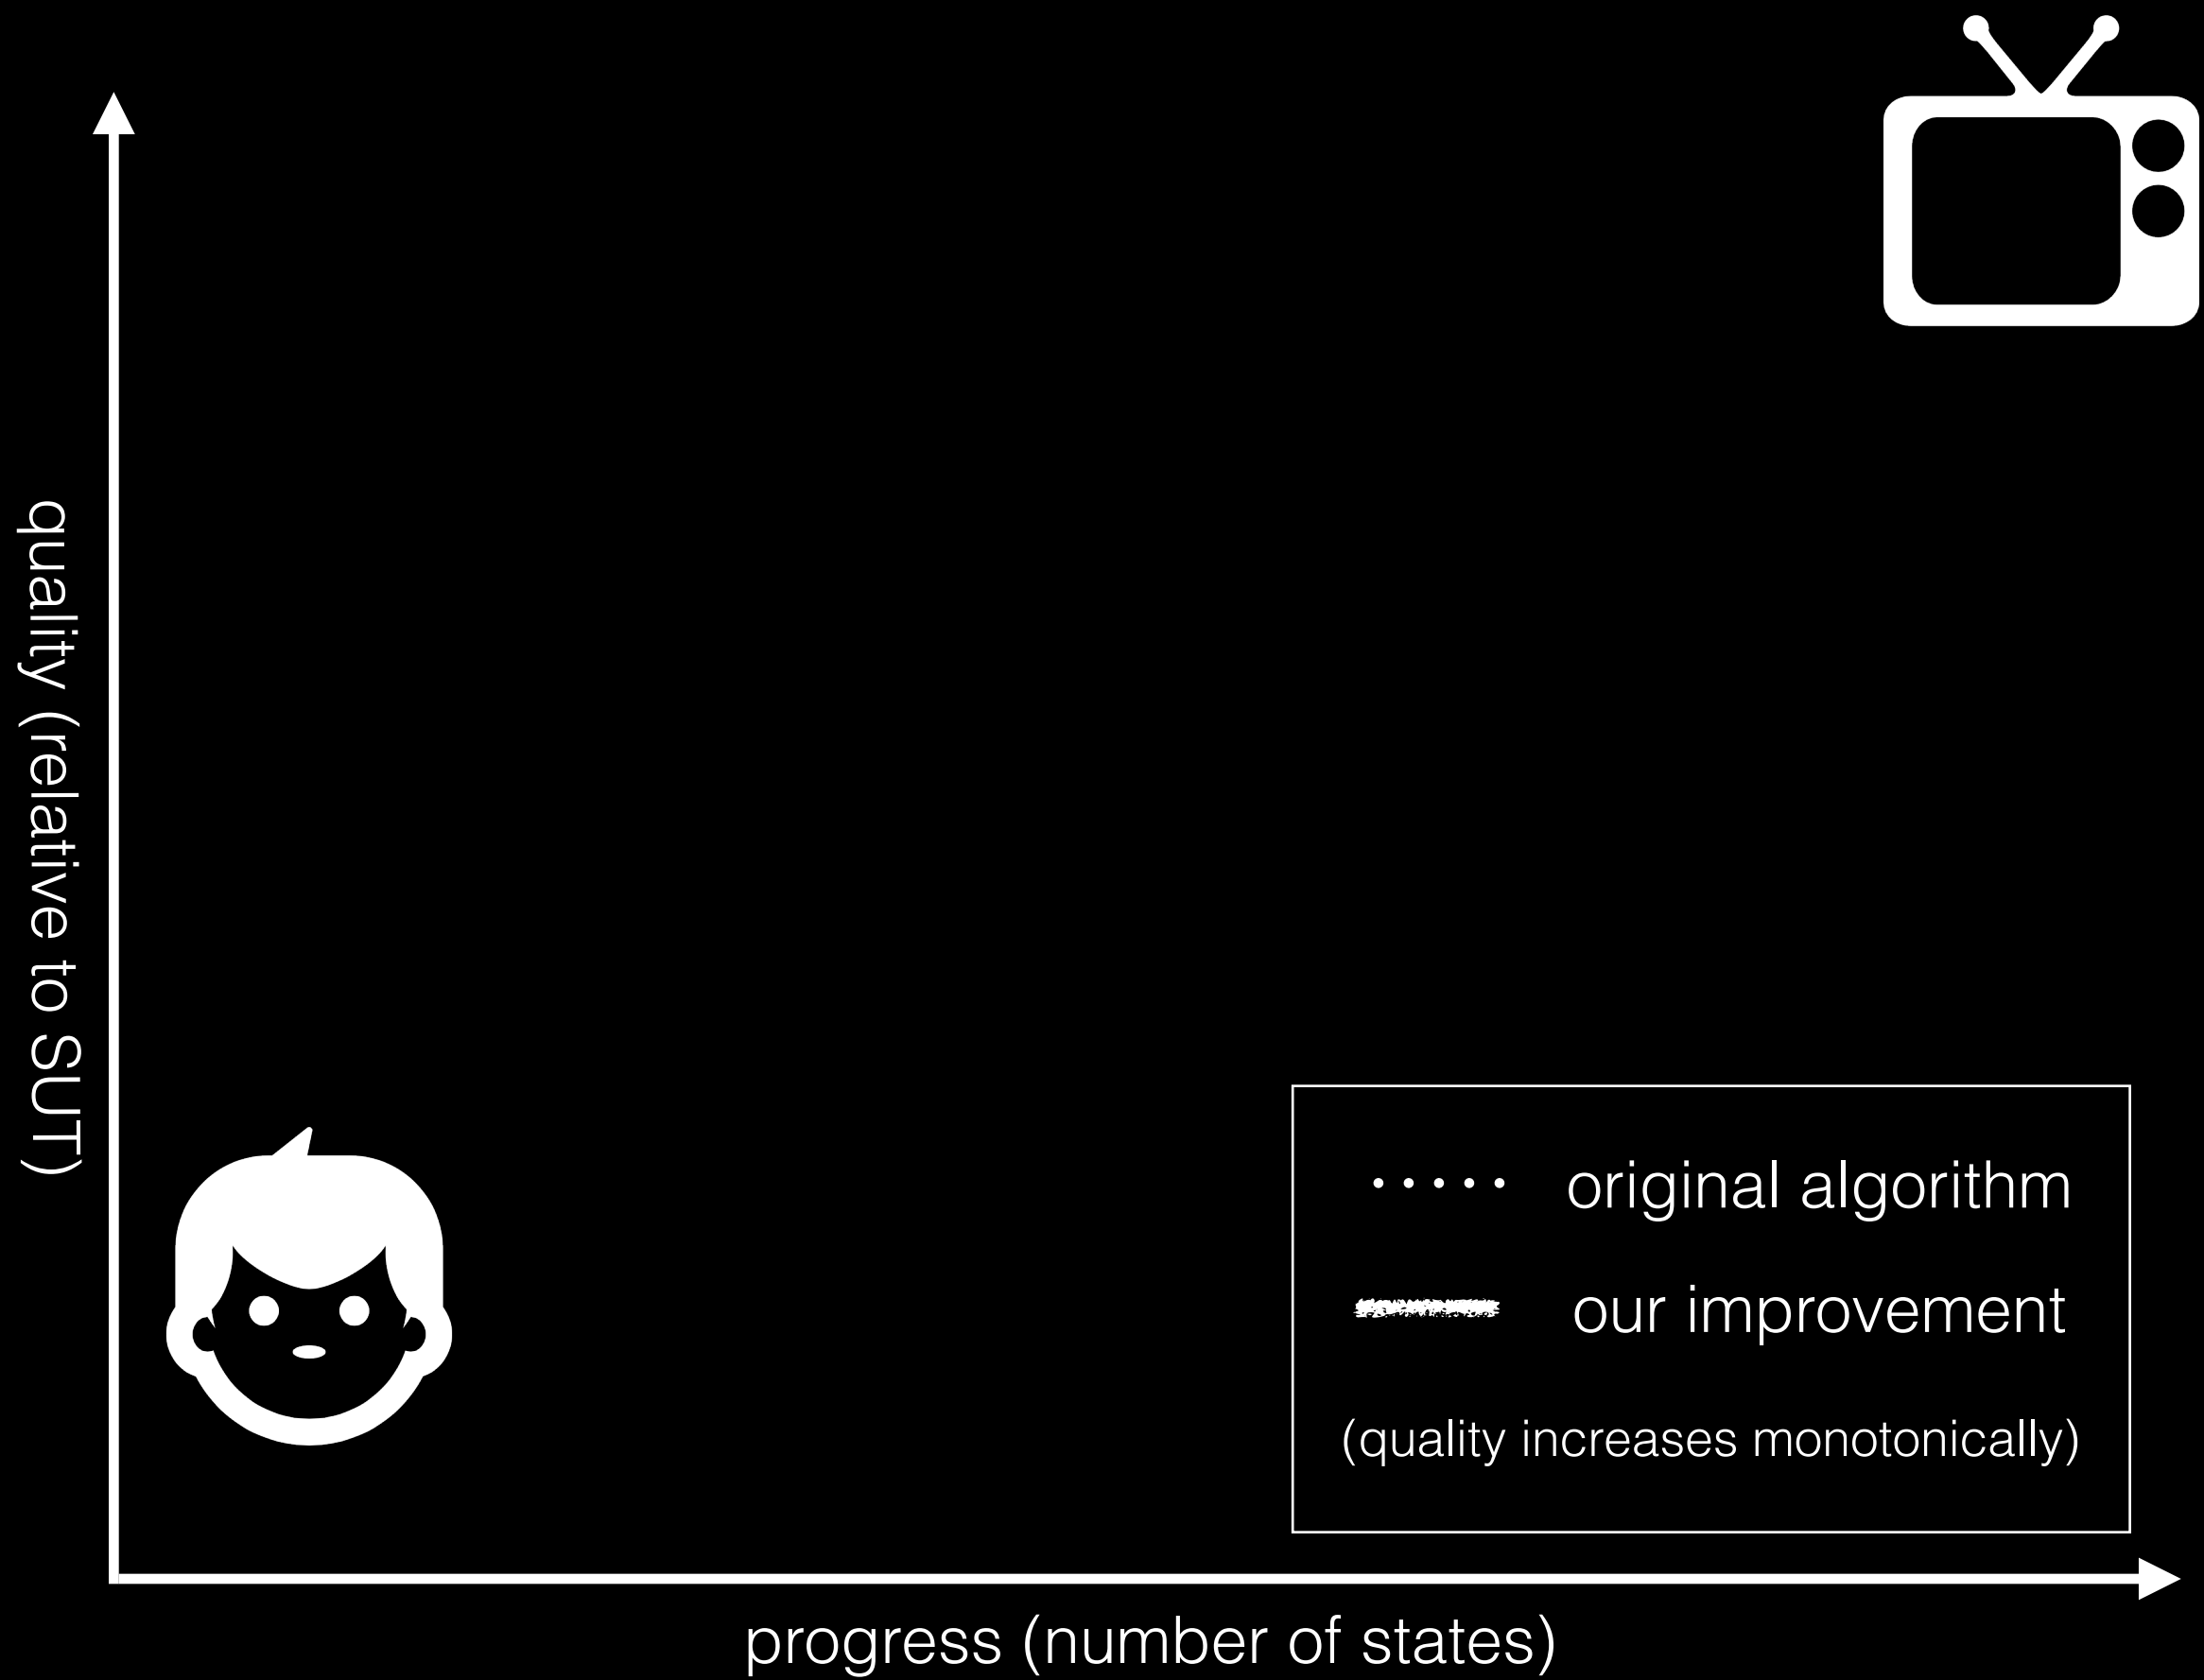 quality (relative to SUT)
original algorithm
our improvement
(quality increases monotonically)
progress (number of states)